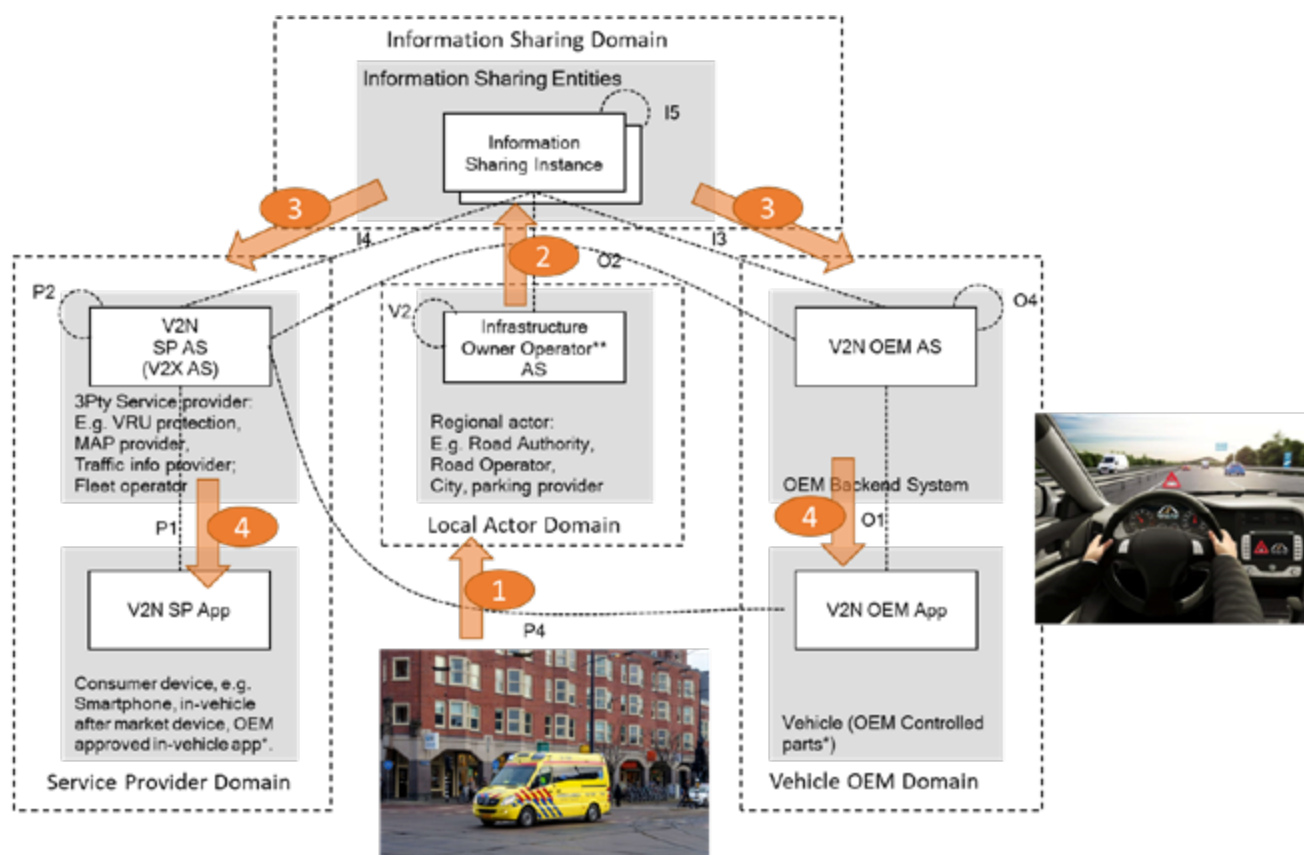 Information Sharing Domain
Information Sharing Entities
I5
Information
Sharing Instance
3
3
I4
I3
2
O2
P2
V2N
SP AS
(V2X AS)
3Pty Service provider:
E.g. VRU protection,
MAP provider,
Traffic info provider;
Fleet operator
V2
Infrastructure
Owner Operator**
AS
Regional actor:
E.g. Road Authority,
Road Operator,
City, parking provider
Local Actor Domain
O4
V2N OEM AS
OEM Backend System
P1
4
4
O1
1
P4
V2N SP App
Consumer device, e.g.
Smartphone, in-vehicle
after market device, OEM
approved in-vehicle app*.
Service Provider Domain
V2N OEM App
Vehicle (OEM Controlled
parts*)
Vehicle OEM Domain